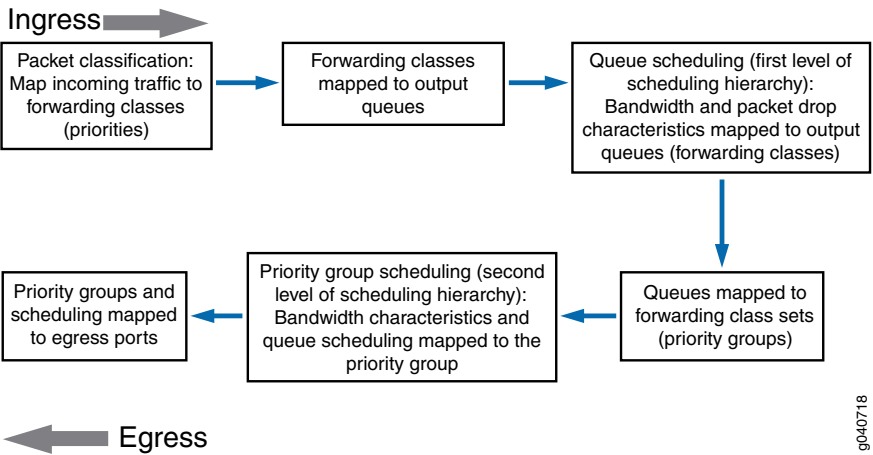 Ingress
Packet classification:
Map incoming traffic to
forwarding classes
(priorities)
Forwarding classes
mapped to output
queues
Queue scheduling (first level of
scheduling hierarchy):
Bandwidth and packet drop
characteristics mapped to output
queues (forwarding classes)
Queues mapped to
forwarding class sets
(priority groups)
Priority group scheduling (second
level of scheduling hierarchy):
Bandwidth characteristics and
queue scheduling mapped to the
priority group
Priority groups and
scheduling mapped
to egress ports
Egress
g040718